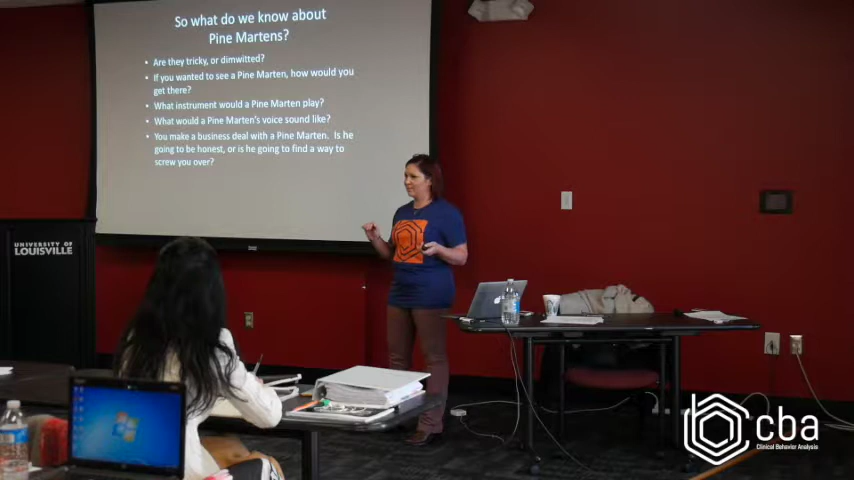 So what do we know about
Pine Martens?
• Are they tricky, or dimwitted?
• If you wanted to see a Pine Marten, how would you
get there?
• What instrument would a Pine Marten play?
• What would a Pine Marten's voice sound like?
• You make a business deal with a Pine Marten. Is he
going to be honest, or is he going to find a way to
screw you over?
UNIVERSITY OF
LOUISVILLE
cba
Clinical Behavior Analysis